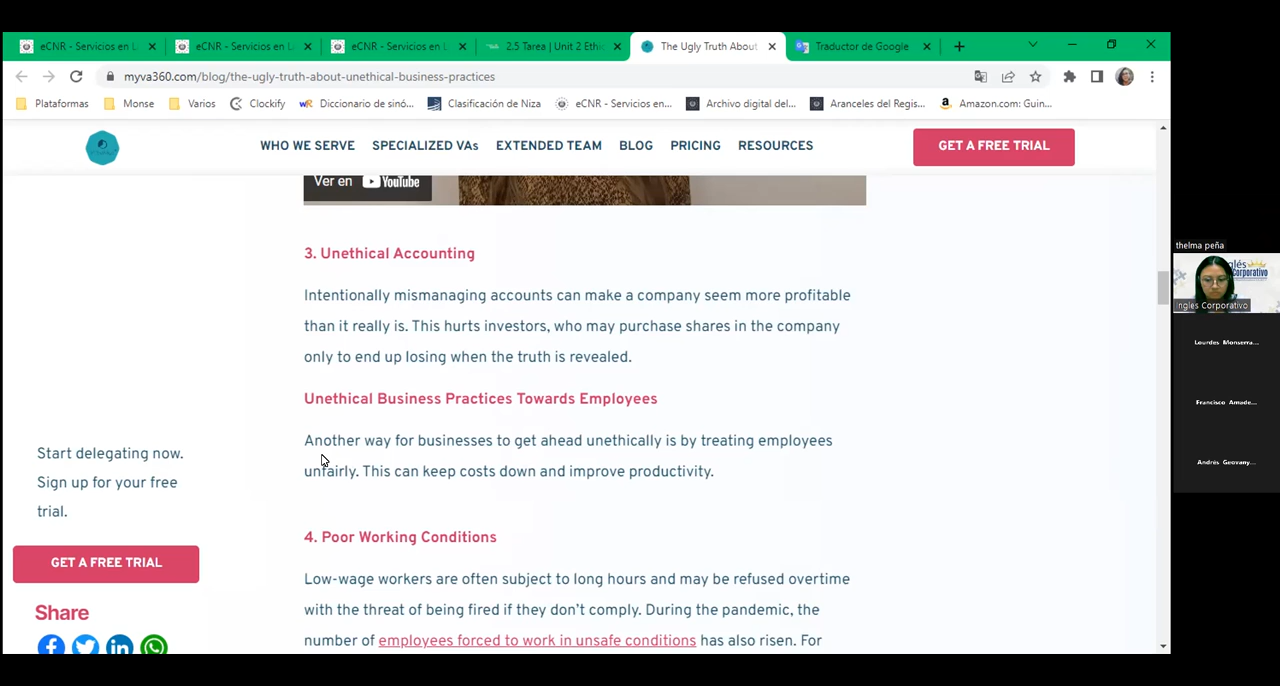 eCNR - Servicios en L
eCNR - Servicios en L
eCNR - Servicios en L
2.5 Tarea | Unit 2 Ethic
The Ugly Truth About
Traductor de Google
myva360.com/blog/the-ugly-truth-about-unethical-business-practices
Plataformas
Monse
Varios
Clockify
Diccionario de sinó...
Clasificación de Niza
eCNR - Servicios en...
Archivo digital del...
Aranceles del Regis...
Amazon.com: Guin...
WHO WE SERVE
SPECIALIZED VAs
EXTENDED TEAM
BLOG
PRICING
RESOURCES
GET A FREE TRIAL
Ver en YouTube
3. Unethical Accounting
Intentionally mismanaging accounts can make a company seem more profitable
than it really is. This hurts investors, who may purchase shares in the company
only to end up losing when the truth is revealed.
Unethical Business Practices Towards Employees
Another way for businesses to get ahead unethically is by treating employees
unfairly. This can keep costs down and improve productivity.
4. Poor Working Conditions
Low-wage workers are often subject to long hours and may be refused overtime
with the threat of being fired if they don't comply. During the pandemic, the
number of employees forced to work in unsafe conditions has also risen. For
Start delegating now.
Sign up for your free
trial.
GET A FREE TRIAL
Share
thelma peña
Inglés Corporativo
Lourdes Monserra...
Francisco Amade...
Andrés Geovany...